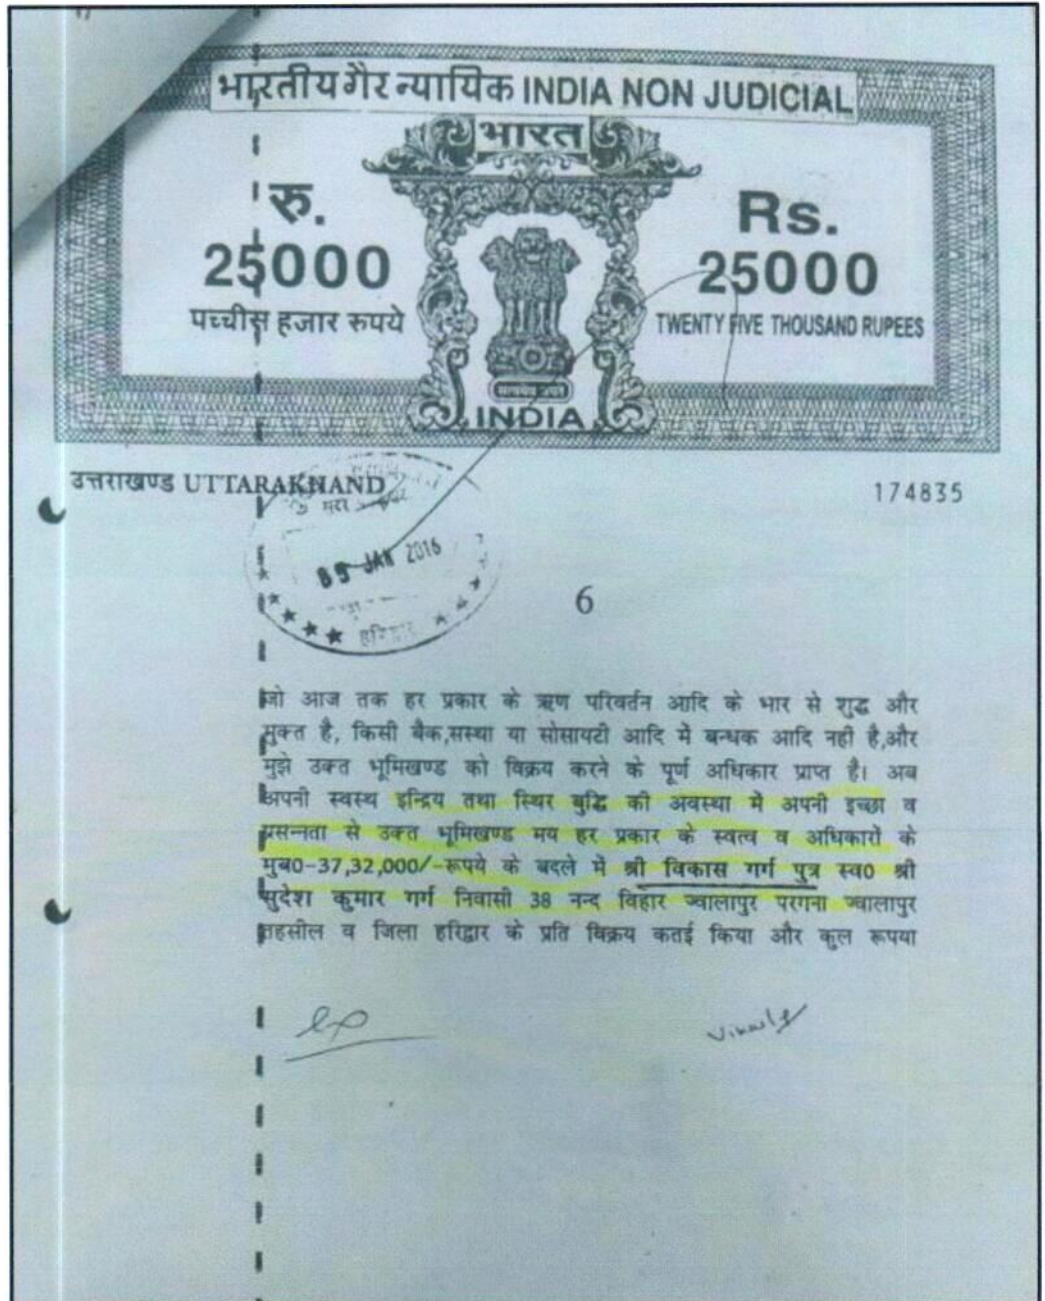 भारतीय गैर न्यायिक INDIA NON JUDICIAL
भारत
रु. Rs.
25000 25000
पच्चीस हजार रुपये TWENTY FIVE THOUSAND RUPEES
INDIA
उत्तराखण्ड UTTARAKHAND 174835
JAN 2016
हरिद्वार
6
जो आज तक हर प्रकार के ऋण परिवर्तन आदि के भार से शुद्ध और
मुक्त है, किसी बैक,सस्था या सोसायटी आदि में बन्धक आदि नही है,और
मुझे उक्त भूमिखण्ड को विक्रय करने के पूर्ण अधिकार प्राप्त है। अब
अपनी स्वस्थ इन्द्रिय तथा स्थिर बुद्धि की अवस्था में अपनी इच्छा व
प्रसन्नता से उक्त भूमिखण्ड मय हर प्रकार के स्वत्व व अधिकारों के
मुब0-37,32,000/-रूपये के बदले में श्री विकास गर्ग पुत्र स्व0 श्री
सुदेश कुमार गर्ग निवासी 38 नन्द विहार ज्वालापुर परगना ज्वालापुर
तहसील व जिला हरिद्वार के प्रति विक्रय कतई किया और कुल रूपया